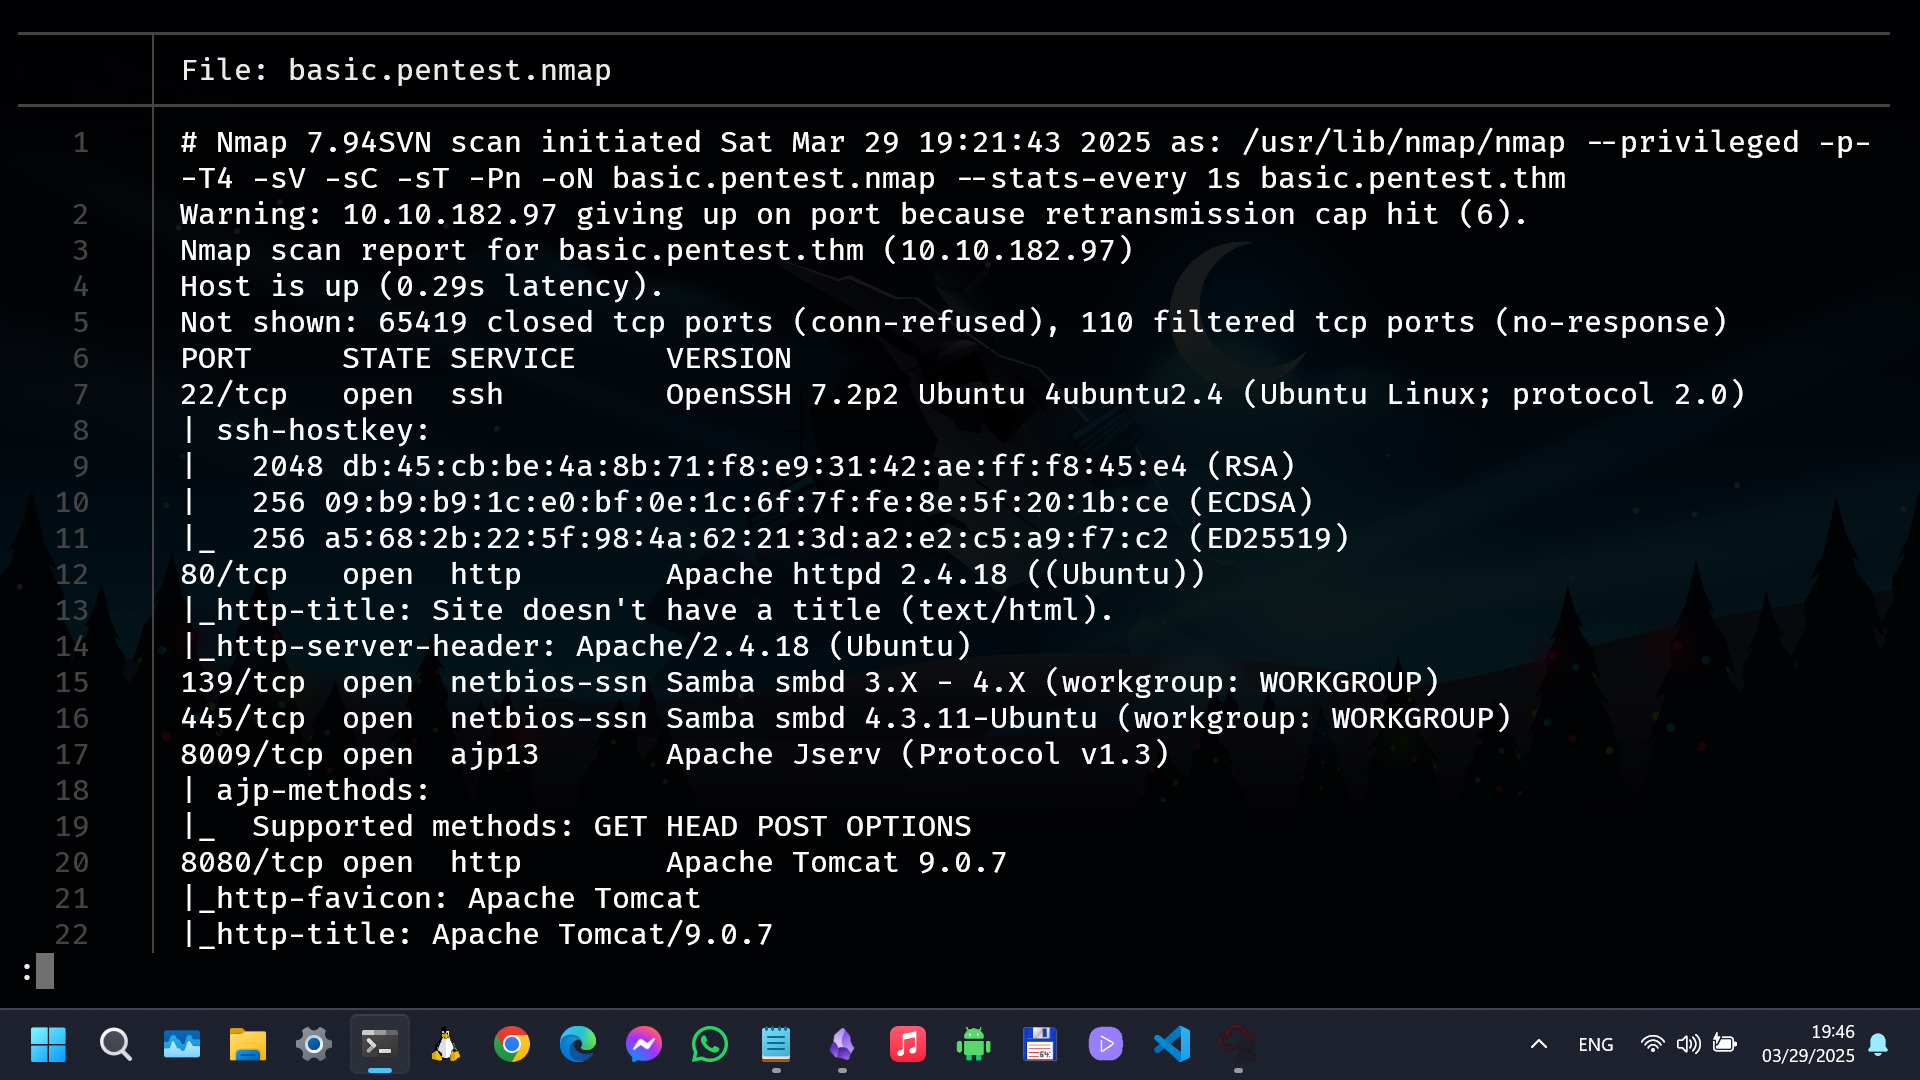 File: basic.pentest.nmap
1 # Nmap 7.94SVN scan initiated Sat Mar 29 19:21:43 2025 as: /usr/lib/nmap/nmap --privileged -p-
-T4 -sV -sC -sT -Pn -oN basic.pentest.nmap --stats-every 1s basic.pentest.thm
2 Warning: 10.10.182.97 giving up on port because retransmission cap hit (6).
3 Nmap scan report for basic.pentest.thm (10.10.182.97)
4 Host is up (0.29s latency).
5 Not shown: 65419 closed tcp ports (conn-refused), 110 filtered tcp ports (no-response)
6 PORT     STATE SERVICE     VERSION
7 22/tcp   open  ssh         OpenSSH 7.2p2 Ubuntu 4ubuntu2.4 (Ubuntu Linux; protocol 2.0)
8 | ssh-hostkey:
9 |   2048 db:45:cb:be:4a:8b:71:f8:e9:31:42:ae:ff:f8:45:e4 (RSA)
10 |   256 09:b9:b9:1c:e0:bf:0e:1c:6f:7f:fe:8e:5f:20:1b:ce (ECDSA)
11 |_  256 a5:68:2b:22:5f:98:4a:62:21:3d:a2:e2:c5:a9:f7:c2 (ED25519)
12 80/tcp   open  http        Apache httpd 2.4.18 ((Ubuntu))
13 |_http-title: Site doesn't have a title (text/html).
14 |_http-server-header: Apache/2.4.18 (Ubuntu)
15 139/tcp  open  netbios-ssn Samba smbd 3.X - 4.X (workgroup: WORKGROUP)
16 445/tcp  open  netbios-ssn Samba smbd 4.3.11-Ubuntu (workgroup: WORKGROUP)
17 8009/tcp open  ajp13       Apache Jserv (Protocol v1.3)
18 | ajp-methods:
19 |_  Supported methods: GET HEAD POST OPTIONS
20 8080/tcp open  http        Apache Tomcat 9.0.7
21 |_http-favicon: Apache Tomcat
22 |_http-title: Apache Tomcat/9.0.7
:
64
ENG
19:46
03/29/2025